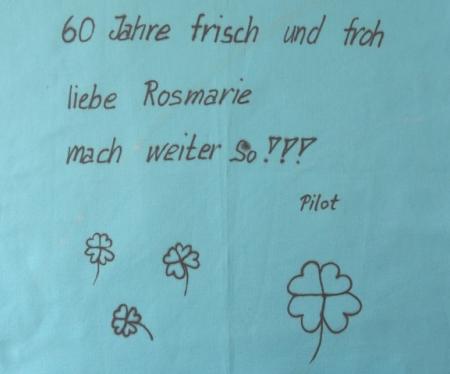 60 Jahre frisch und froh
liebe Rosmarie
mach weiter So!!!
Pilot